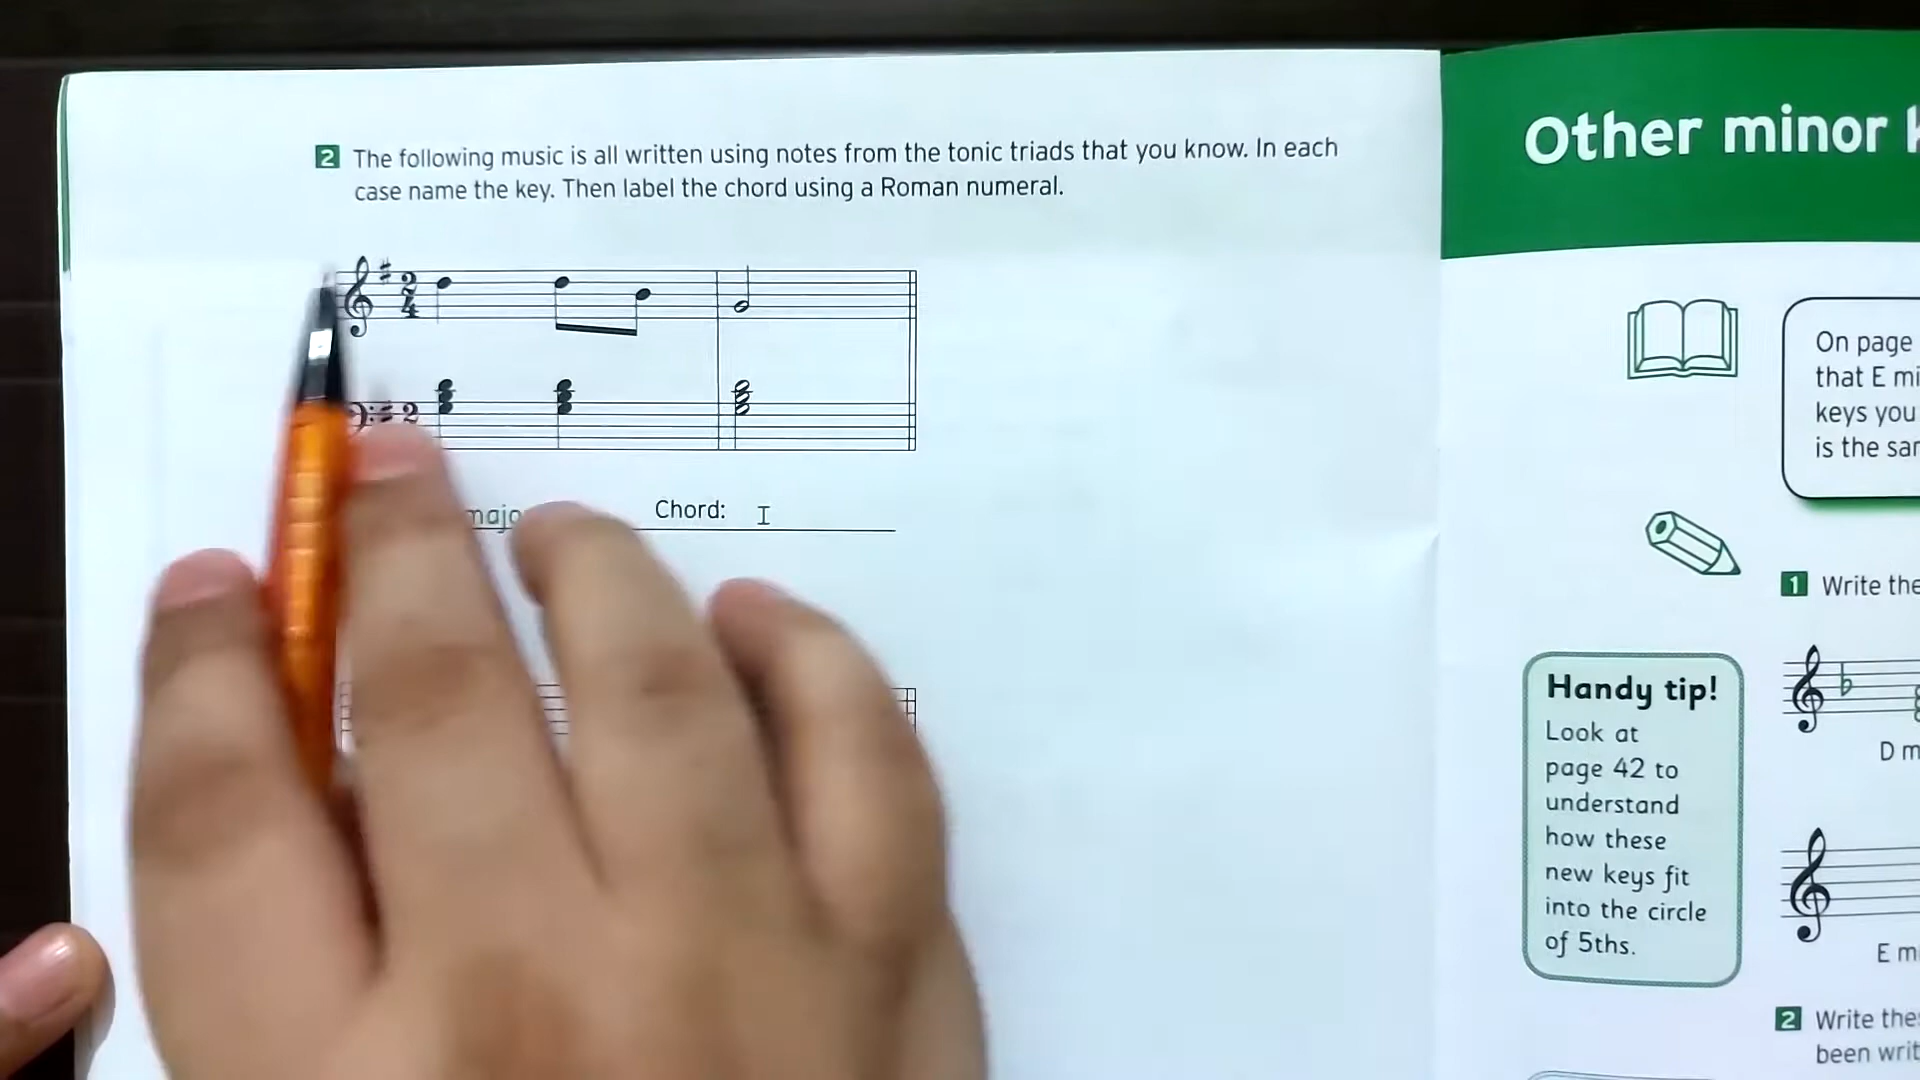 2 The following music is all written using notes from the tonic triads that you know. In each
case name the key. Then label the chord using a Roman numeral.
2
4
2
Chord: I
Other minor
On page
that E mi
keys you
is the sar
1 Write the
Handy tip!
Look at
page 42 to
understand
how these
new keys fit
into the circle
of 5ths.
D m
E m
2 Write the
been writ